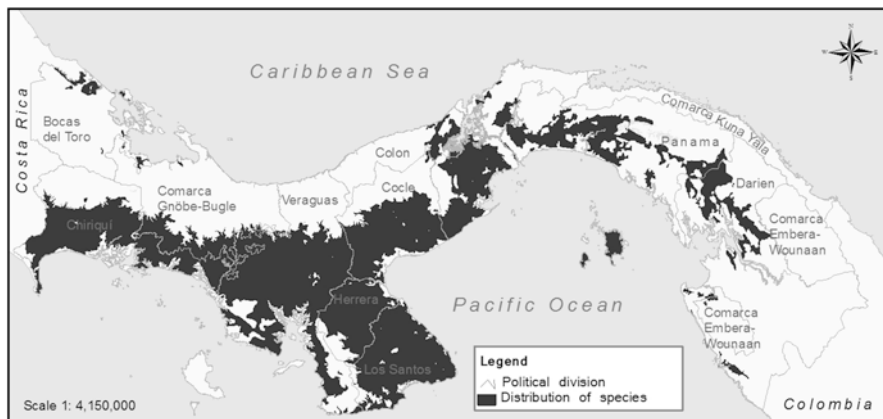 Caribbean Sea
Costa Rica
Bocas
del Toro
Comarca
Gnöbe-Bugle
Veraguas
Colon
Cocle
Comarca Kuna Yala
Panama
Darien
Comarca
Embera-
Wounaan
Chiriquí
Herrera
Los Santos
Pacific Ocean
Comarca
Embera-
Wounaan
Legend
Political division
Distribution of species
Scale 1: 4,150,000
Colombia